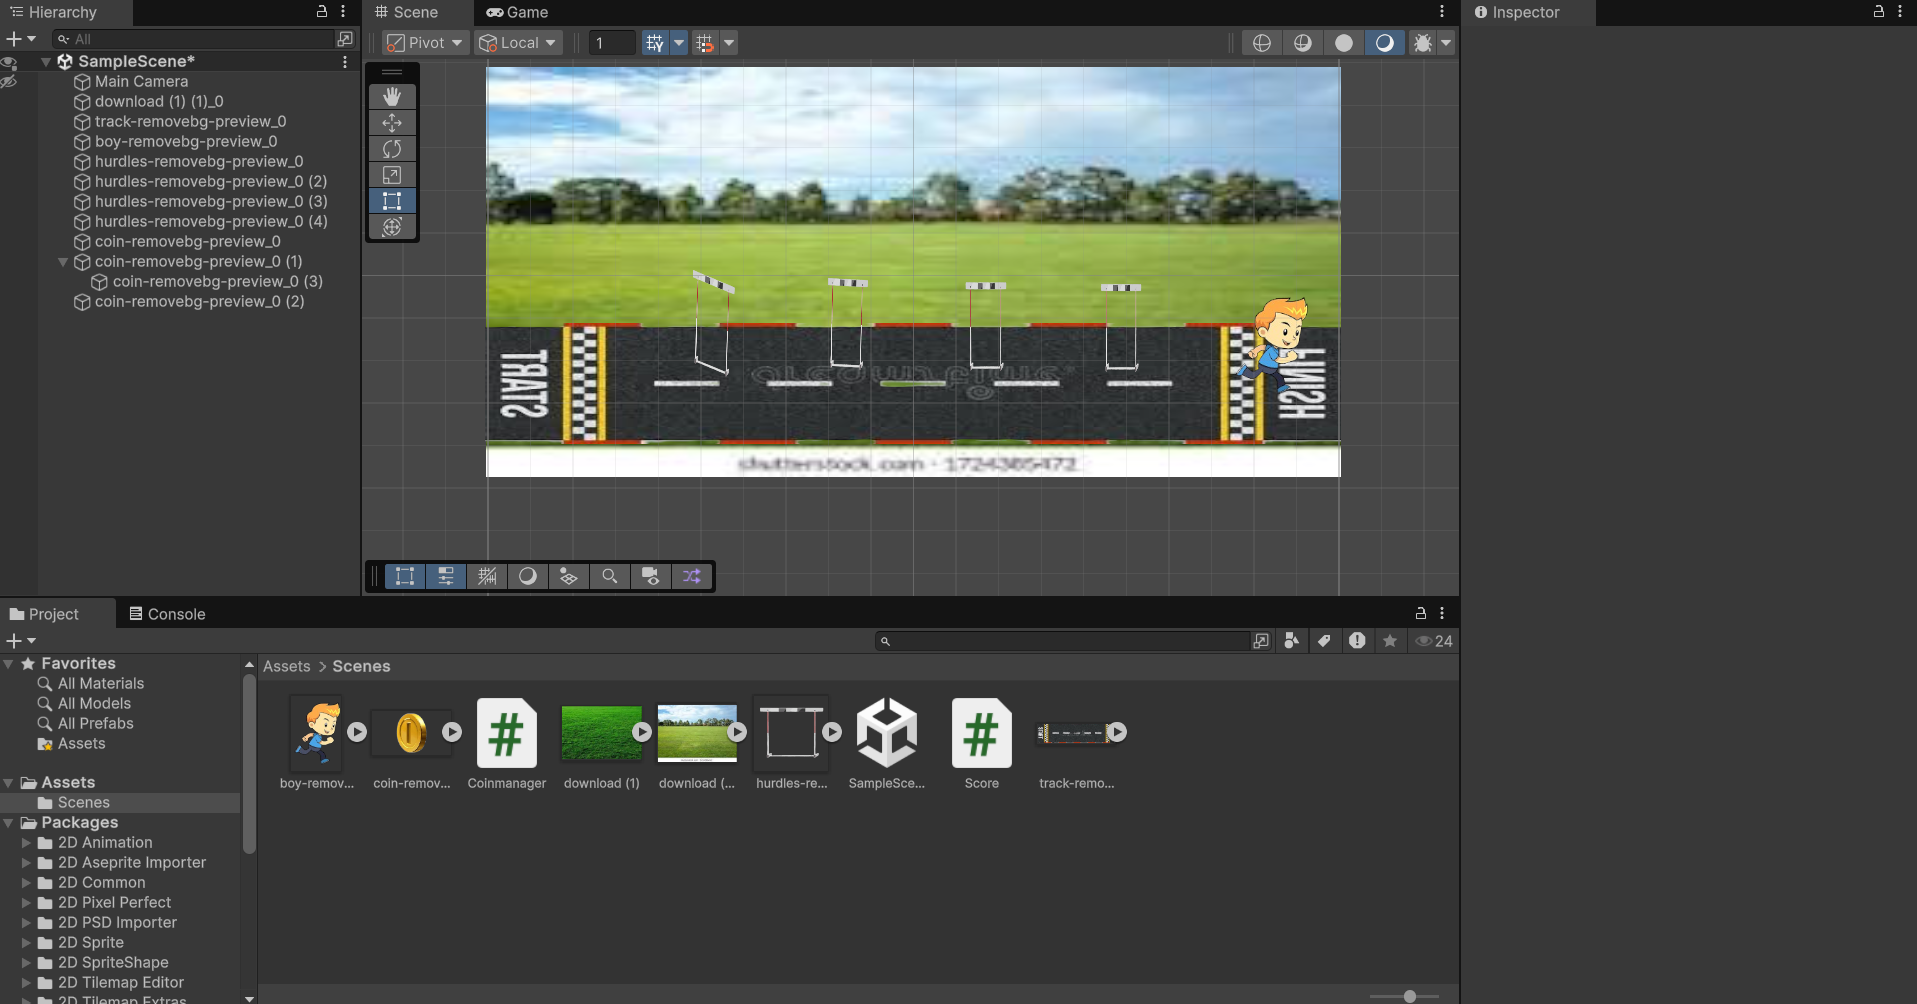 Hierarchy
All
SampleScene*
Main Camera
download (1) (1)_0
track-removebg-preview_0
boy-removebg-preview_0
hurdles-removebg-preview_0
hurdles-removebg-preview_0 (2)
hurdles-removebg-preview_0 (3)
hurdles-removebg-preview_0 (4)
coin-removebg-preview_0
coin-removebg-preview_0 (1)
coin-removebg-preview_0 (3)
coin-removebg-preview_0 (2)
Scene
Game
Pivot
Local
1
START
FINISH
shutterstock.com · 1724365472
Inspector
Project
Console
24
Favorites
All Materials
All Models
All Prefabs
Assets
Assets
Scenes
Packages
2D Animation
2D Aseprite Importer
2D Common
2D Pixel Perfect
2D PSD Importer
2D Sprite
2D SpriteShape
2D Tilemap Editor
2D Tilemap Extras
Assets > Scenes
boy-remov...
coin-remov...
Coinmanager
download (1)
download (...
hurdles-re...
SampleSce...
Score
track-remo...